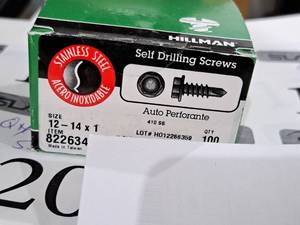 HILLMAN
STAINLESS STEEL
ACERO INOXIDABLE
Self Drilling Screws
Auto Perforante
410 SS
SIZE
12-14 x 1
LOT# HO12266359
QTY
100
ITEM
822634
Made in Taiwan
20